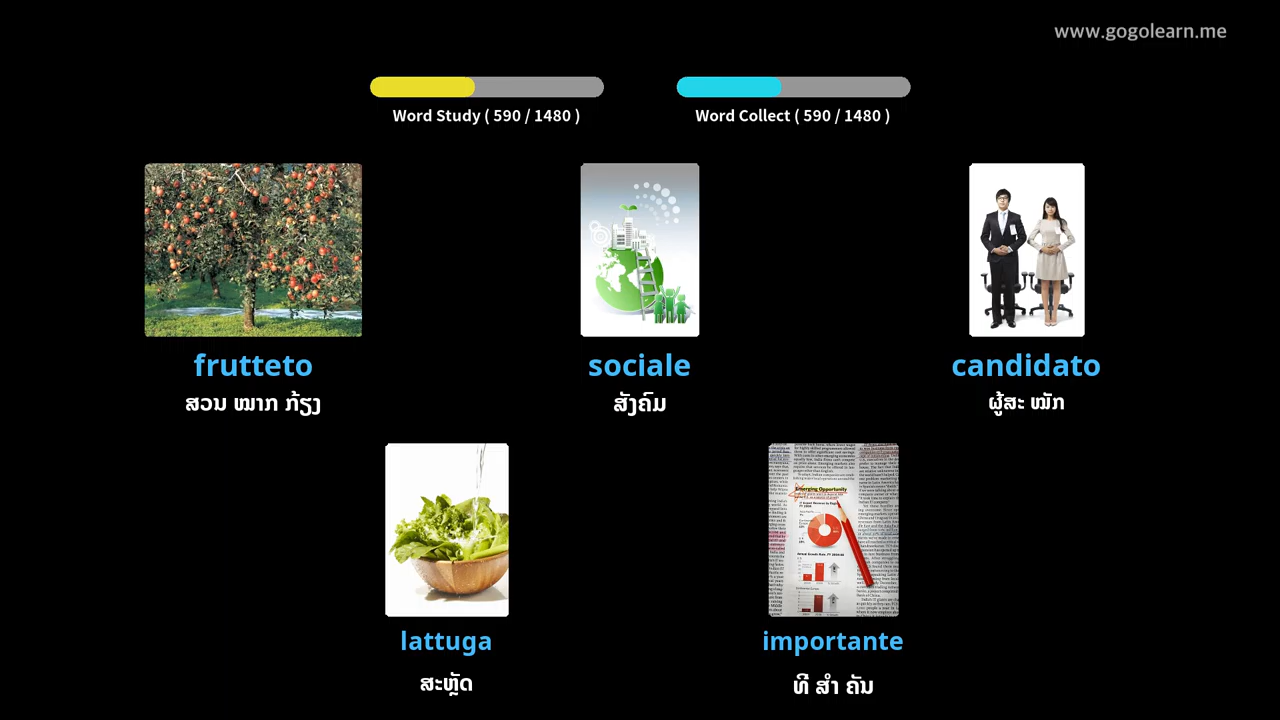 www.gogolearn.me
Word Study ( 590 / 1480 )
Word Collect ( 590 / 1480 )
frutteto
sociale
candidato
ສວນ ໝາກ ກ້ຽງ
ສັງຄົມ
ຜູ້ສະ ໝັກ
Emerging Opportunity
lattuga
importante
ສະຫຼັດ
ທີ່ ສຳ ຄັນ